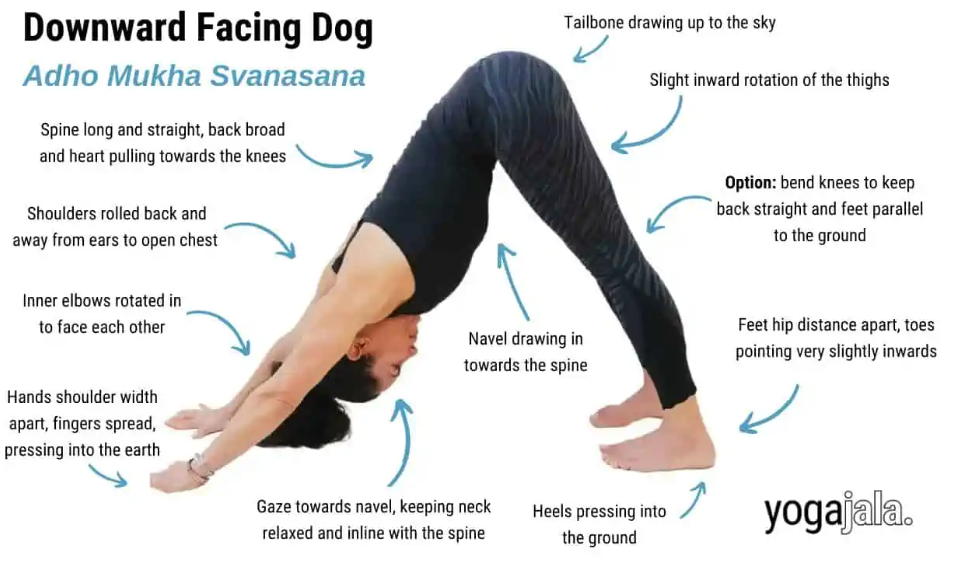 Downward Facing Dog
Adho Mukha Svanasana
Tailbone drawing up to the sky
Slight inward rotation of the thighs
Spine long and straight, back broad
and heart pulling towards the knees
Option: bend knees to keep
back straight and feet parallel
to the ground
Shoulders rolled back and
away from ears to open chest
Inner elbows rotated in
to face each other
Navel drawing in
towards the spine
Feet hip distance apart, toes
pointing very slightly inwards
Hands shoulder width
apart, fingers spread,
pressing into the earth
Gaze towards navel, keeping neck
relaxed and inline with the spine
Heels pressing into
the ground
yogajala.